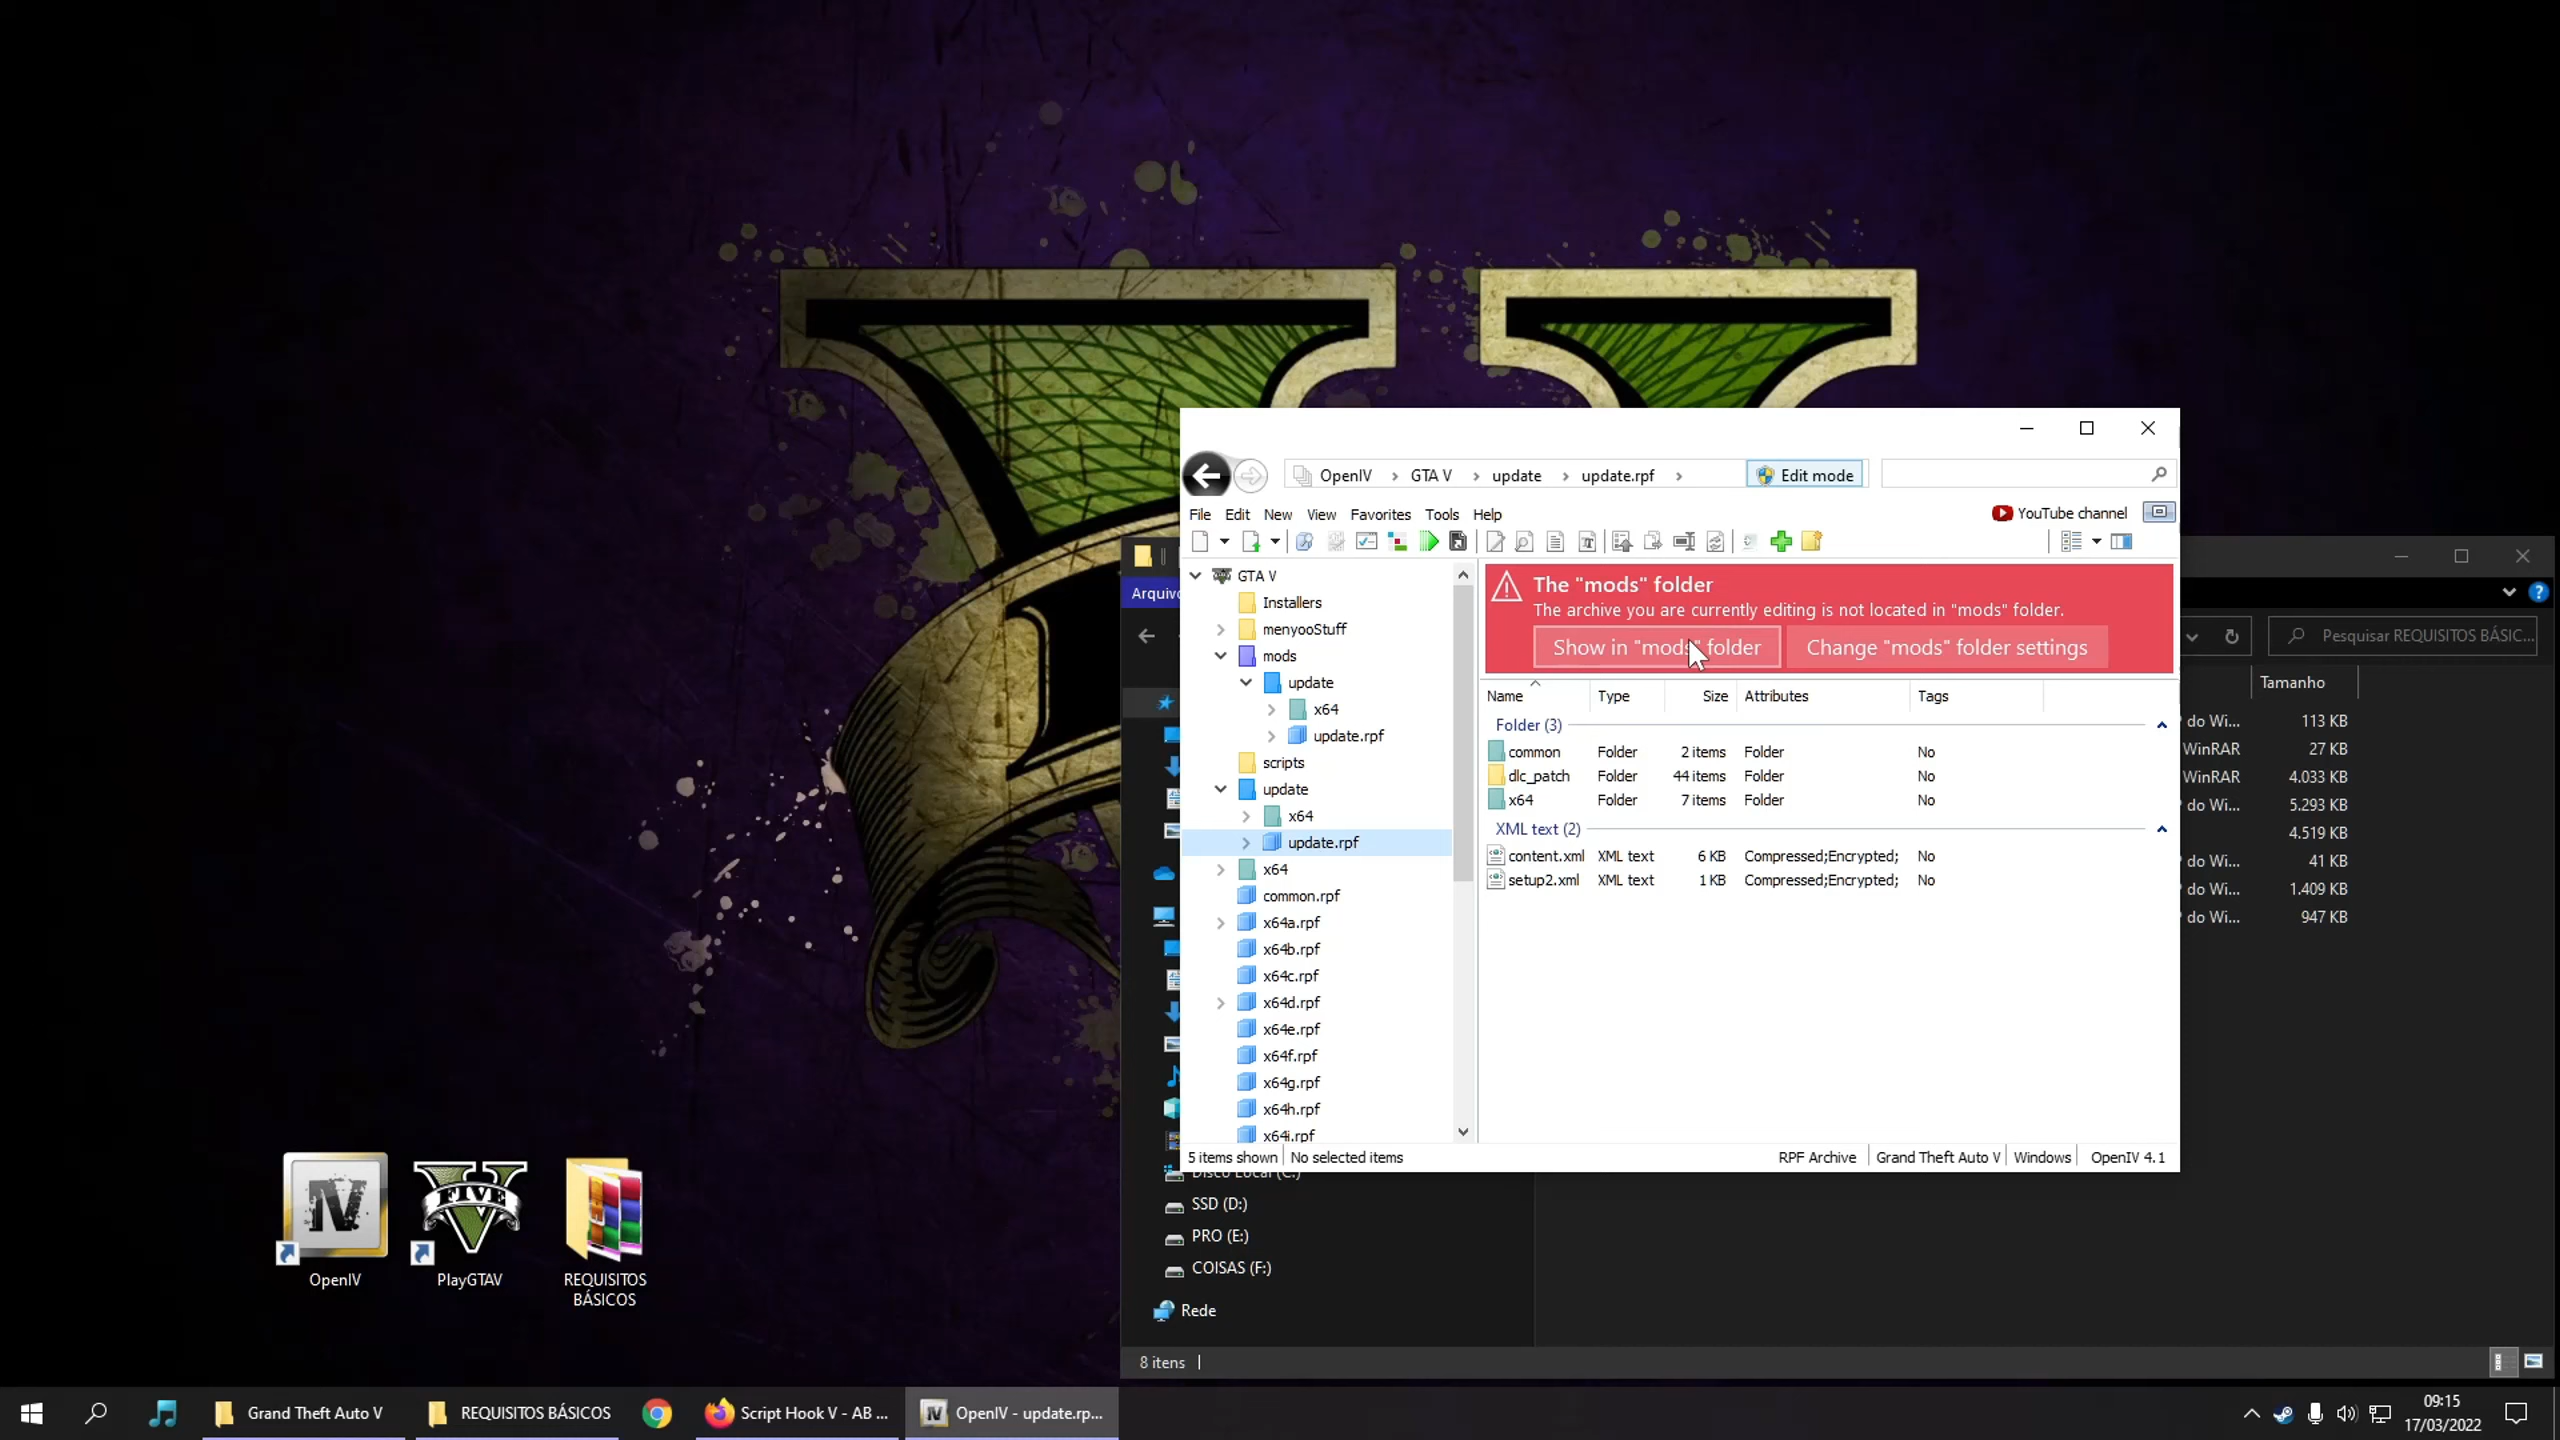 OpenIV
GTA V
update
update.rpf
Edit mode
File
Edit
New
View
Favorites
Tools
Help
YouTube channel
GTA V
Installers
menyooStuff
mods
update
x64
update.rpf
scripts
update
x64
update.rpf
x64
common.rpf
x64a.rpf
x64b.rpf
x64c.rpf
x64d.rpf
x64e.rpf
x64f.rpf
x64g.rpf
x64h.rpf
x64i.rpf
The "mods" folder
The archive you are currently editing is not located in "mods" folder.
Show in "mods" folder
Change "mods" folder settings
Name Type Size Attributes Tags
Folder (3)
common Folder 2 items Folder No
dlc_patch Folder 44 items Folder No
x64 Folder 7 items Folder No
XML text (2)
content.xml XML text 6 KB Compressed;Encrypted; No
setup2.xml XML text 1 KB Compressed;Encrypted; No
5 items shown
No selected items
RPF Archive
Grand Theft Auto V
Windows
OpenIV 4.1
Pesquisar REQUISITOS BÁSIC...
Tamanho
do Wi... 113 KB
WinRAR 27 KB
WinRAR 4.033 KB
do Wi... 5.293 KB
4.519 KB
do Wi... 41 KB
do Wi... 1.409 KB
do Wi... 947 KB
Disco Local (C:)
SSD (D:)
PRO (E:)
COISAS (F:)
Rede
8 itens
IV
OpenIV
FIVE
PlayGTAV
REQUISITOS
BÁSICOS
Grand Theft Auto V
REQUISITOS BÁSICOS
Script Hook V - AB ...
OpenIV - update.rp...
09:15
17/03/2022